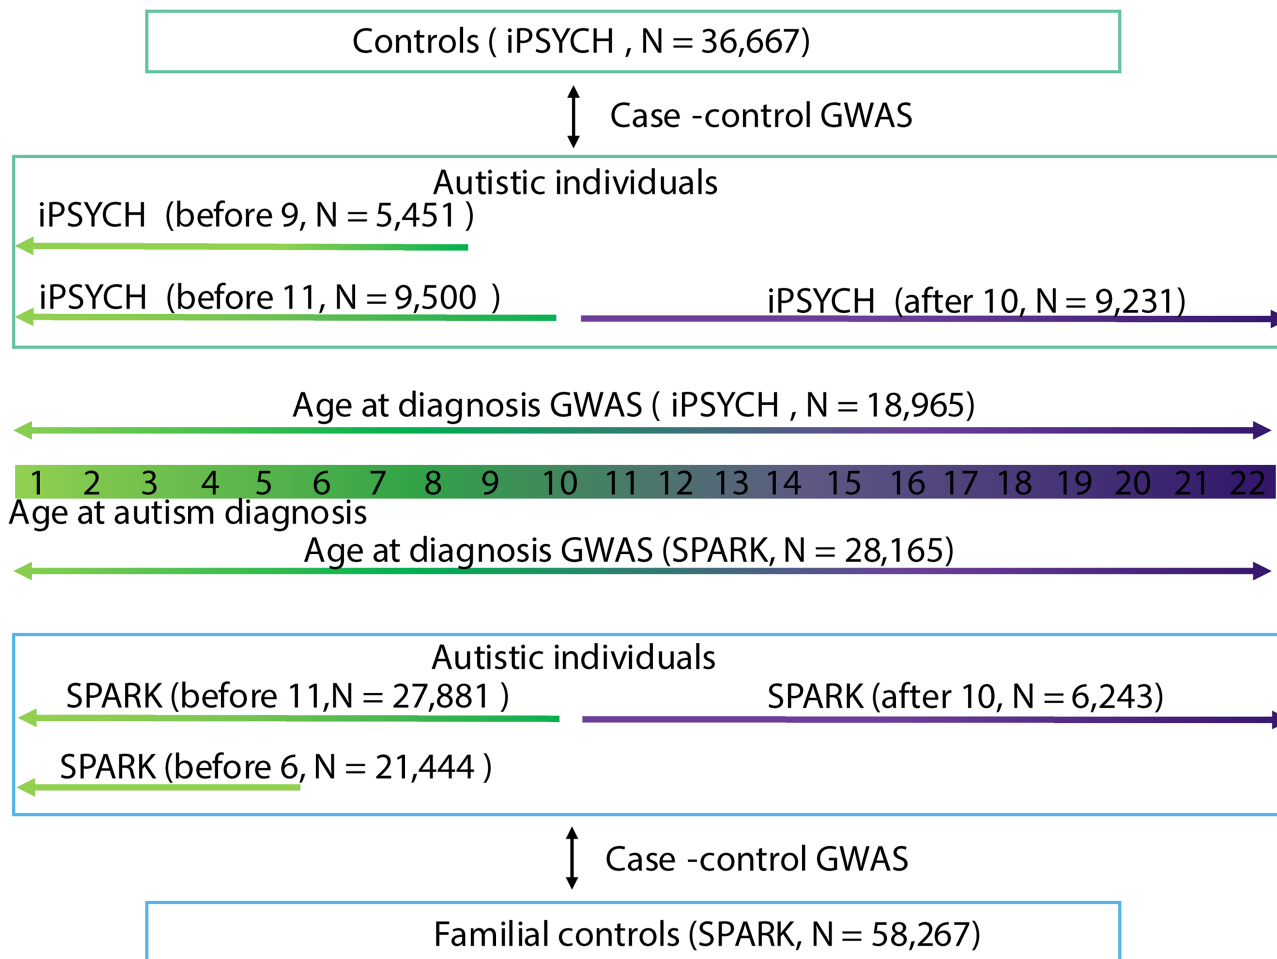 Controls ( iPSYCH , N = 36,667)
Case -control GWAS
Autistic individuals
iPSYCH (before 9, N = 5,451 )
iPSYCH (before 11, N = 9,500 )
iPSYCH (after 10, N = 9,231)
Age at diagnosis GWAS ( iPSYCH , N = 18,965)
1 2 3 4 5 6 7 8 9 10 11 12 13 14 15 16 17 18 19 20 21 22
Age at autism diagnosis
Age at diagnosis GWAS (SPARK, N = 28,165)
Autistic individuals
SPARK (before 11,N = 27,881 )
SPARK (after 10, N = 6,243)
SPARK (before 6, N = 21,444 )
Case -control GWAS
Familial controls (SPARK, N = 58,267)